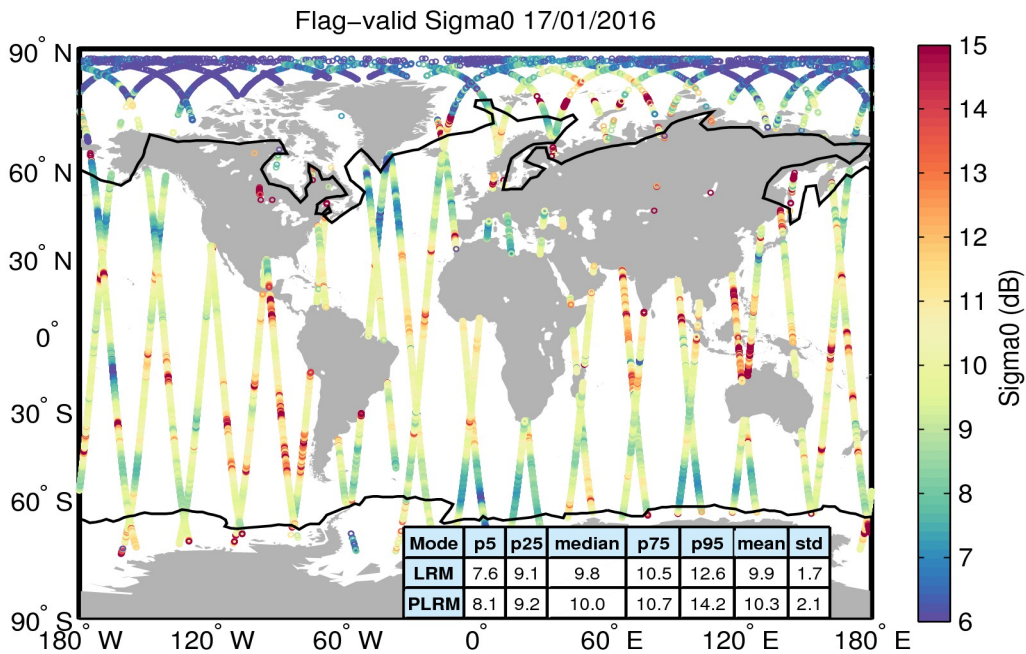 Flag−valid Sigma0 17/01/2016
90° N
60° N
30° N
0°
30° S
60° S
90° S
180° W
120° W
60° W
0°
60° E
120° E
180° E
Mode p5 p25 median p75 p95 mean std
LRM 7.6 9.1 9.8 10.5 12.6 9.9 1.7
PLRM 8.1 9.2 10.0 10.7 14.2 10.3 2.1
15
14
13
12
11
10
9
8
7
6
Sigma0 (dB)